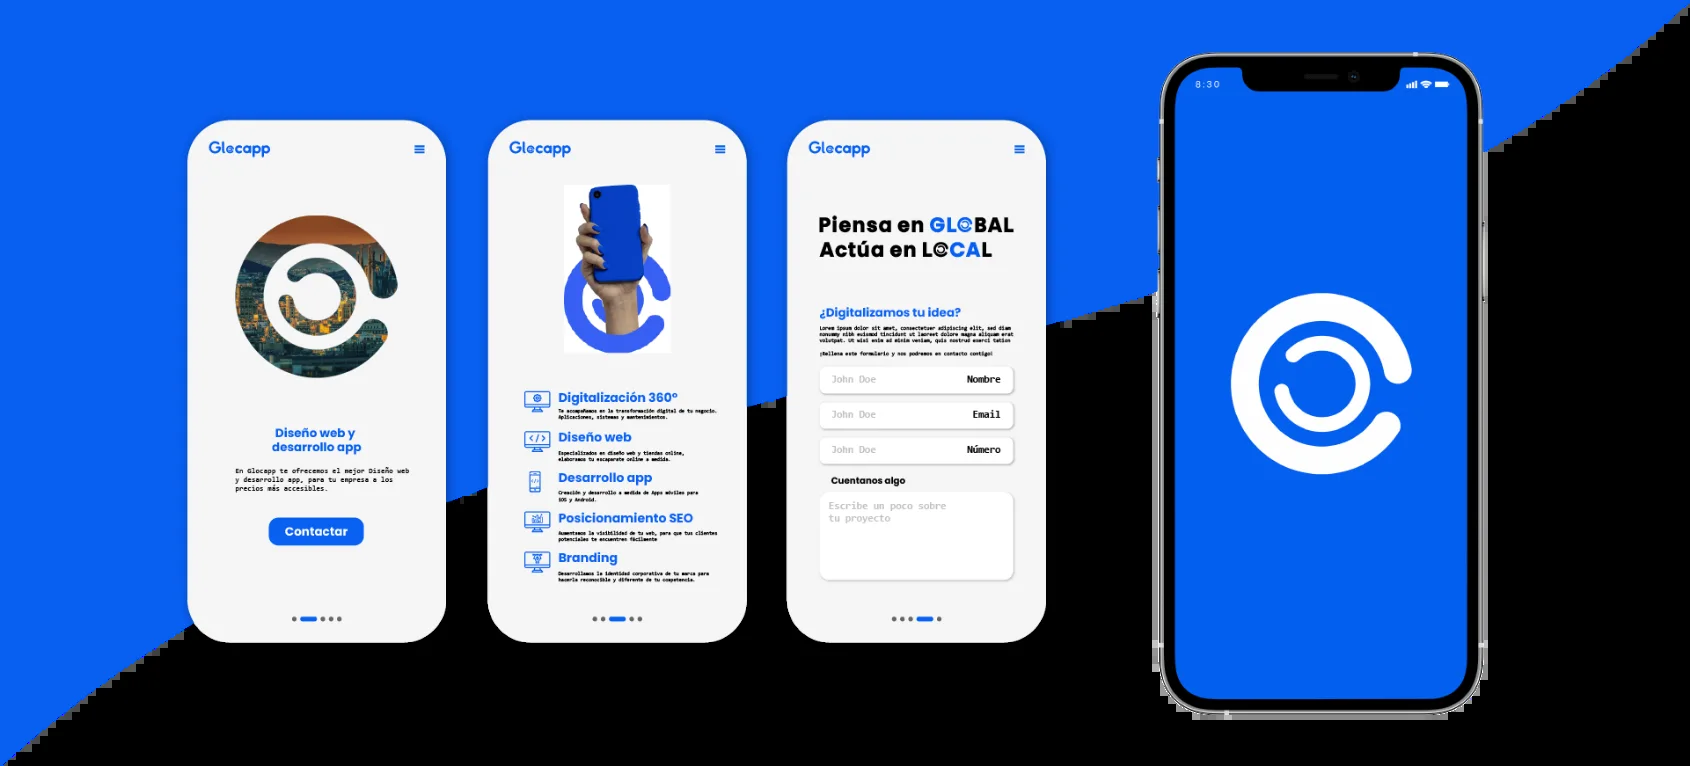 Glocapp
Diseño web y
desarrollo app
En Glocapp te ofrecemos el mejor Diseño web
y desarrollo app, para tu empresa a los
precios más accesibles.
Contactar
Glocapp
Digitalización 360º
Te acompañamos en la transformación digital de tu negocio.
Aplicaciones, sistemas y mantenimientos.
Diseño web
Especializados en diseño web y tiendas online,
elaboramos tu escaparate online a medida.
Desarrollo app
Creación y desarrollo a medida de Apps móviles para
iOS y Android.
Posicionamiento SEO
Aumentamos la visibilidad de tu web, para que tus clientes
potenciales te encuentren fácilmente
Branding
Desarrollamos la identidad corporativa de tu marca para
hacerla reconocible y diferente de tu competencia.
Glocapp
Piensa en GLOBAL
Actúa en LOCAL
¿Digitalizamos tu idea?
Lorem ipsum dolor sit amet, consectetuer adipiscing elit, sed diam
nonummy nibh euismod tincidunt ut laoreet dolore magna aliquam erat
volutpat. Ut wisi enim ad minim veniam, quis nostrud exerci tation
¡Rellena este formulario y nos podremos en contacto contigo!
John Doe Nombre
John Doe Email
John Doe Número
Cuentanos algo
Escribe un poco sobre
tu proyecto
8:30